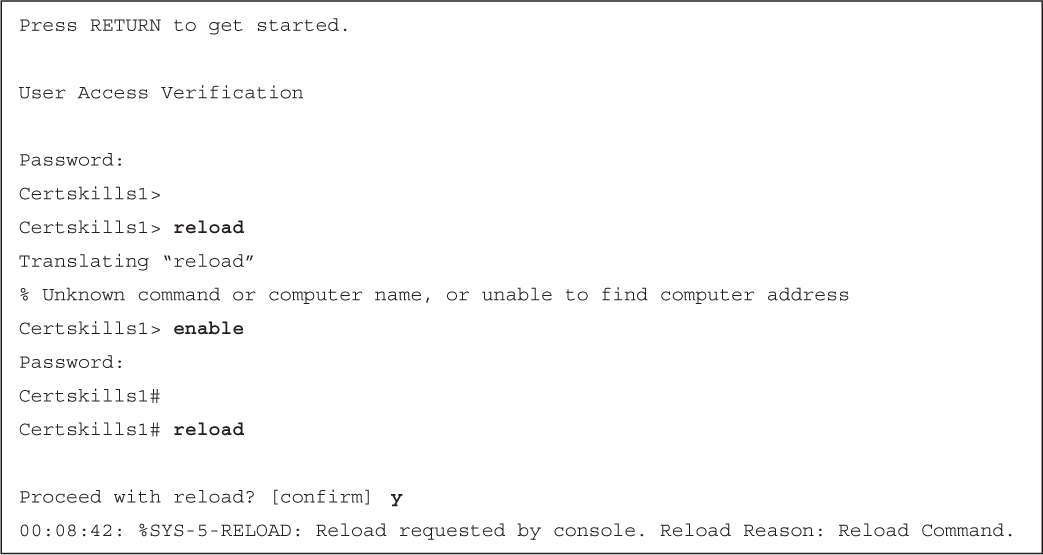 Press RETURN to get started.
User Access Verification
Password:
Certskills1>
Certskills1> reload
Translating “reload”
% Unknown command or computer name, or unable to find computer address
Certskills1> enable
Password:
Certskills1#
Certskills1# reload
Proceed with reload? [confirm] y
00:08:42: %SYS-5-RELOAD: Reload requested by console. Reload Reason: Reload Command.